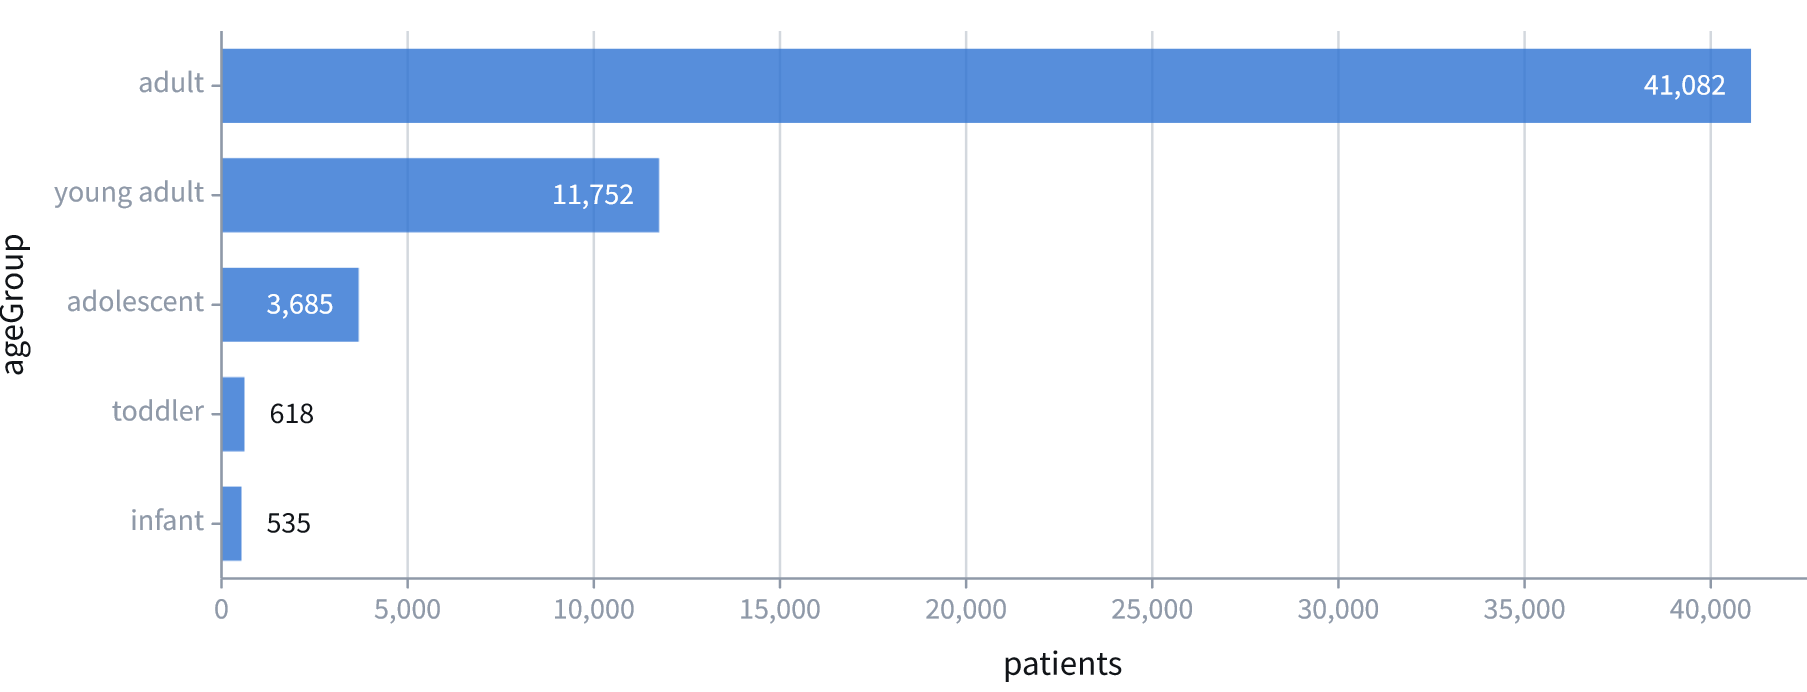 adult
41,082
young adult
11,752
adolescent
3,685
toddler
618
infant
535
ageGroup
0 5,000 10,000 15,000 20,000 25,000 30,000 35,000 40,000
patients